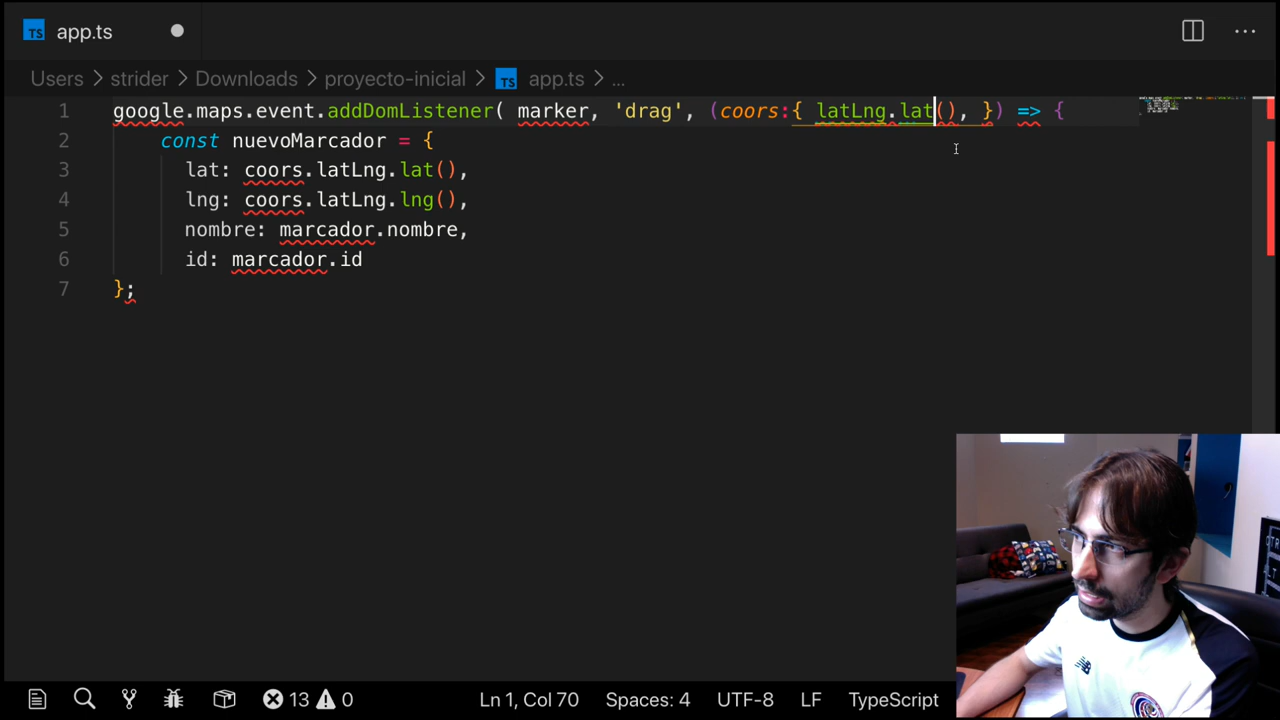 TS app.ts
Users > strider > Downloads > proyecto-inicial > TS app.ts > ...
1 google.maps.event.addDomListener( marker, 'drag', (coors:{ latLng.lat(), }) => {
2 const nuevoMarcador = {
3 lat: coors.latLng.lat(),
4 lng: coors.latLng.lng(),
5 nombre: marcador.nombre,
6 id: marcador.id
7 };
13 0 Ln 1, Col 70 Spaces: 4 UTF-8 LF TypeScript